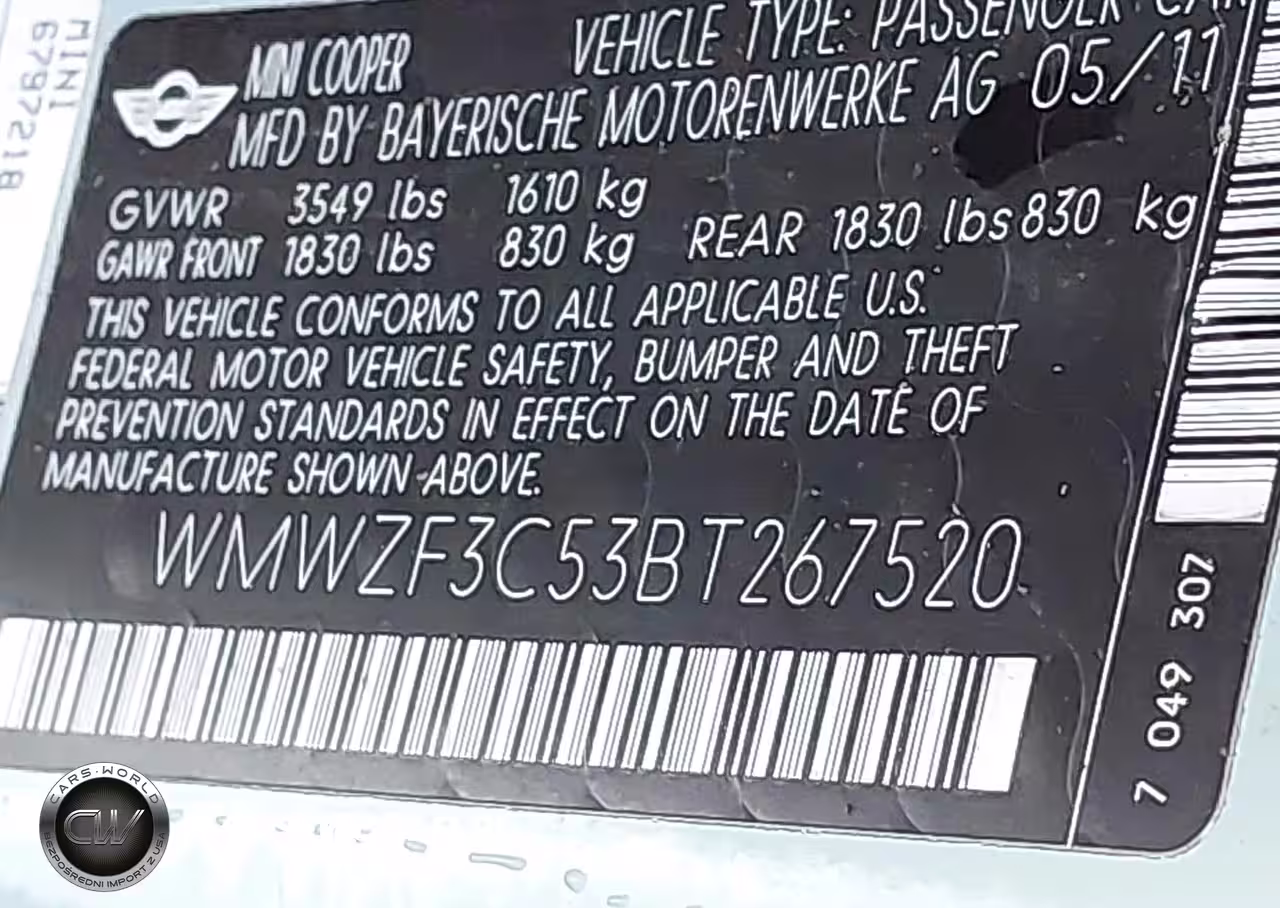 MINI
6797218
VEHICLE TYPE: PASSENGER CAR
MINI COOPER
MFD BY BAYERISCHE MOTORENWERKE AG 05/11
GVWR 3549 lbs 1610 kg
GAWR FRONT 1830 lbs 830 kg REAR 1830 lbs 830 kg
THIS VEHICLE CONFORMS TO ALL APPLICABLE U.S.
FEDERAL MOTOR VEHICLE SAFETY, BUMPER AND THEFT
PREVENTION STANDARDS IN EFFECT ON THE DATE OF
MANUFACTURE SHOWN ABOVE.
WMWZF3C53BT267520
7 049 307
CARS-WORLD
CW
BEZPOŚREDNI IMPORT Z USA